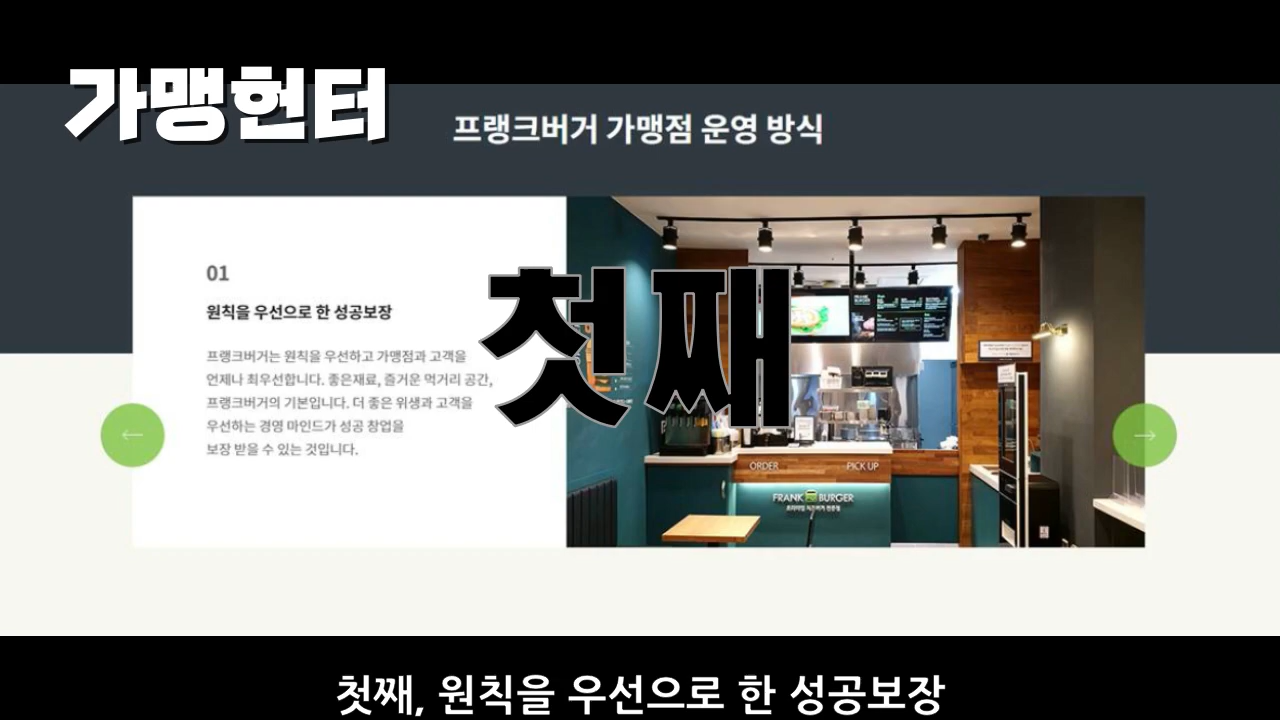 가맹헌터
프랭크버거 가맹점 운영 방식
01
원칙을 우선으로 한 성공보장
프랭크버거는 원칙을 우선하고 가맹점과 고객을
언제나 최우선합니다. 좋은재료, 즐거운 먹거리 공간,
프랭크버거의 기본입니다. 더 좋은 위생과 고객을
우선하는 경영 마인드가 성공 창업을
보장 받을 수 있는 것입니다.
첫째
ORDER
PICK UP
FRANK BURGER
첫째, 원칙을 우선으로 한 성공보장